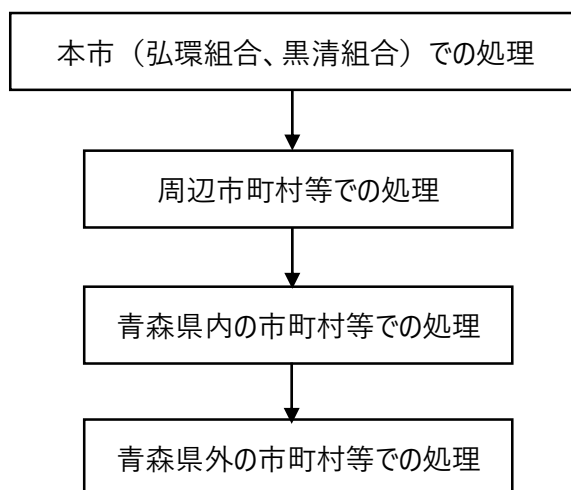 本市（弘環組合、黒清組合）での処理
周辺市町村等での処理
青森県内の市町村等での処理
青森県外の市町村等での処理